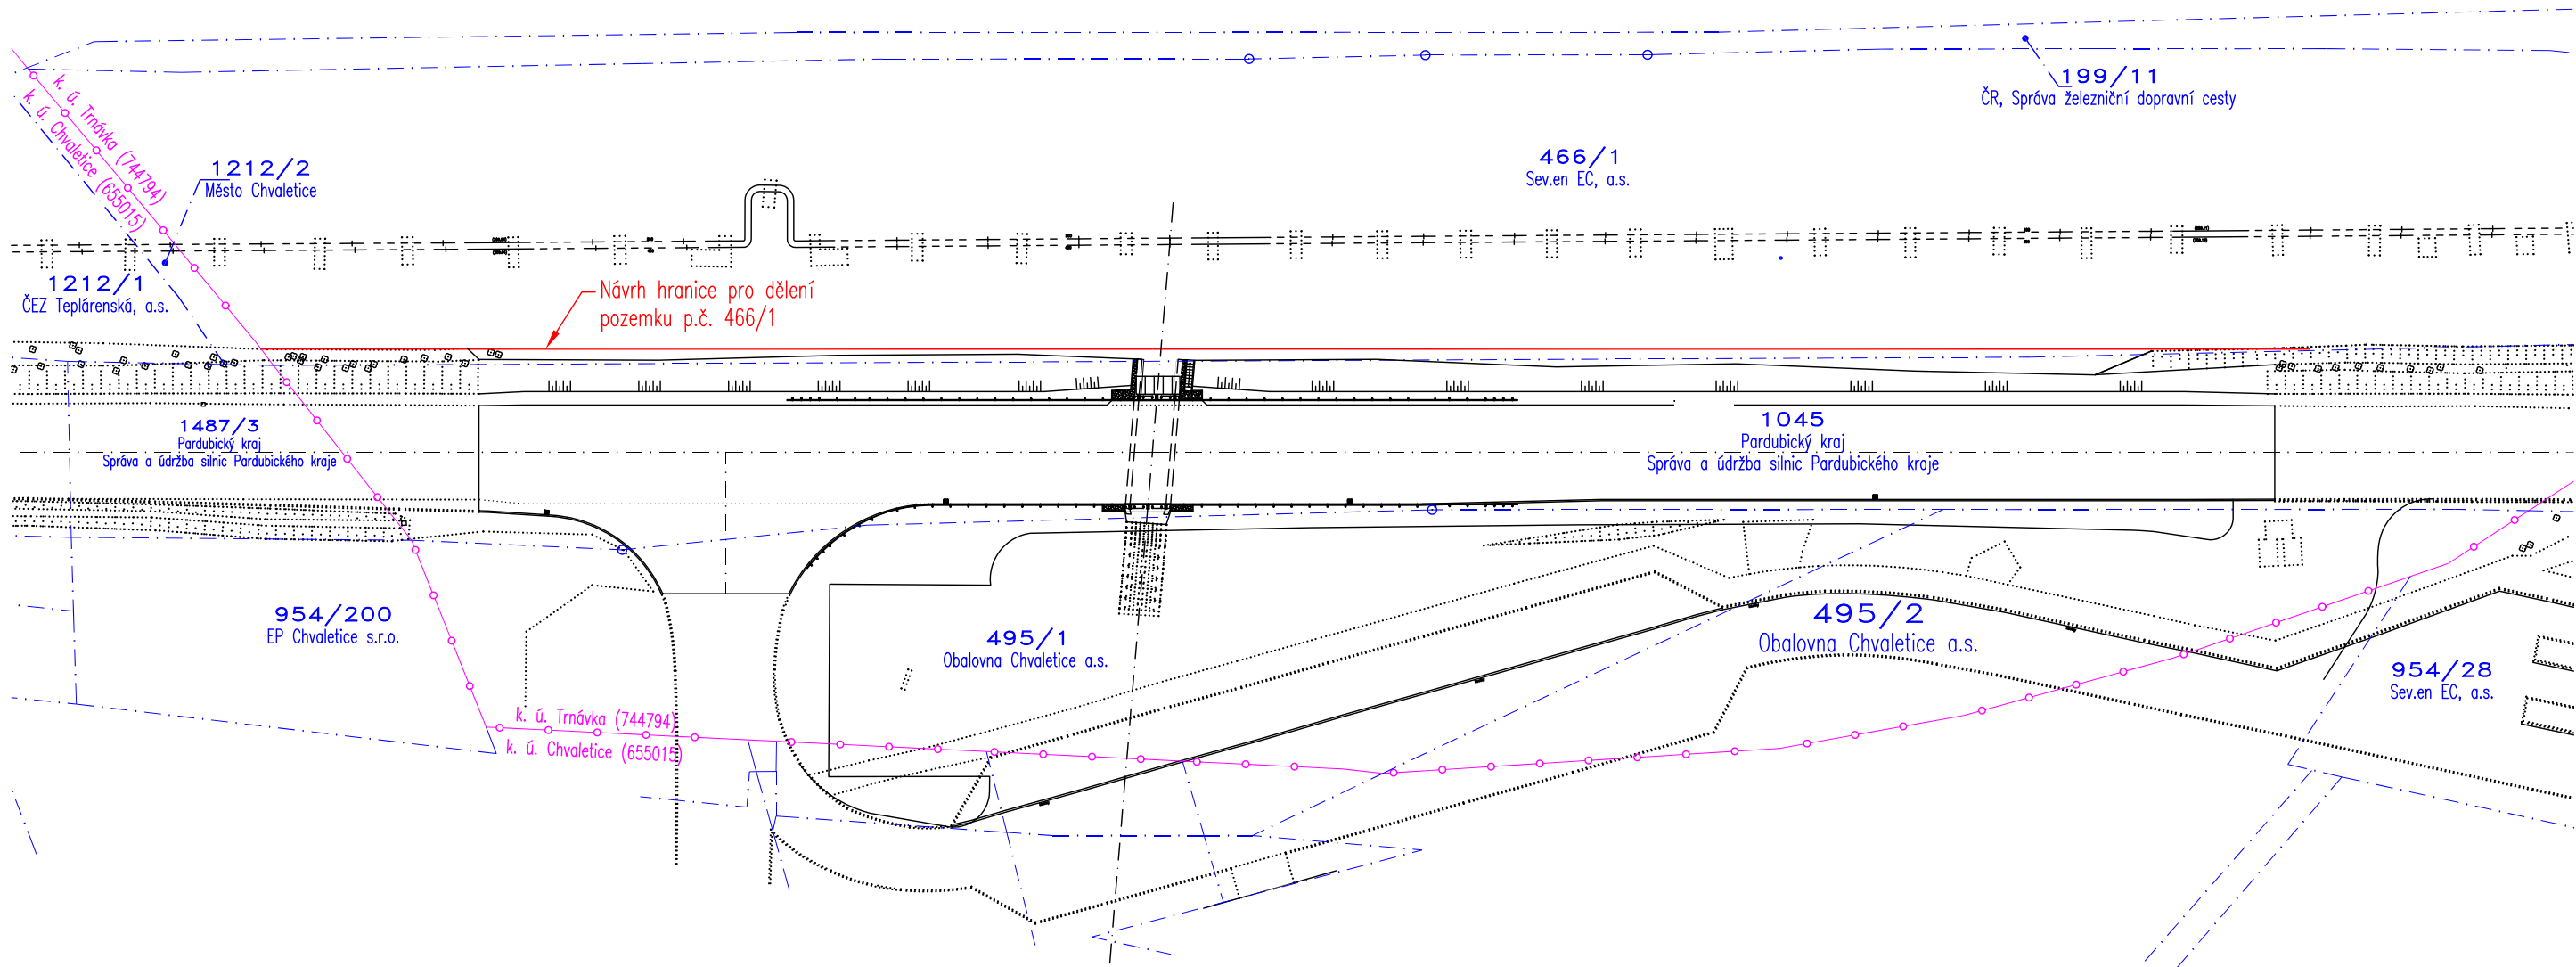 199/11
ČR, Správa železniční dopravní cesty
k. ú. Trnávka (744794)
k. ú. Chvaletice (655015)
1212/2
Město Chvaletice
466/1
Sev.en EC, a.s.
1212/1
ČEZ Teplárenská, a.s.
Návrh hranice pro dělení
pozemku p.č. 466/1
1487/3
Pardubický kraj
Správa a údržba silnic Pardubického kraje
1045
Pardubický kraj
Správa a údržba silnic Pardubického kraje
954/200
EP Chvaletice s.r.o.
495/1
Obalovna Chvaletice a.s.
495/2
Obalovna Chvaletice a.s.
954/28
Sev.en EC, a.s.
k. ú. Trnávka (744794)
k. ú. Chvaletice (655015)